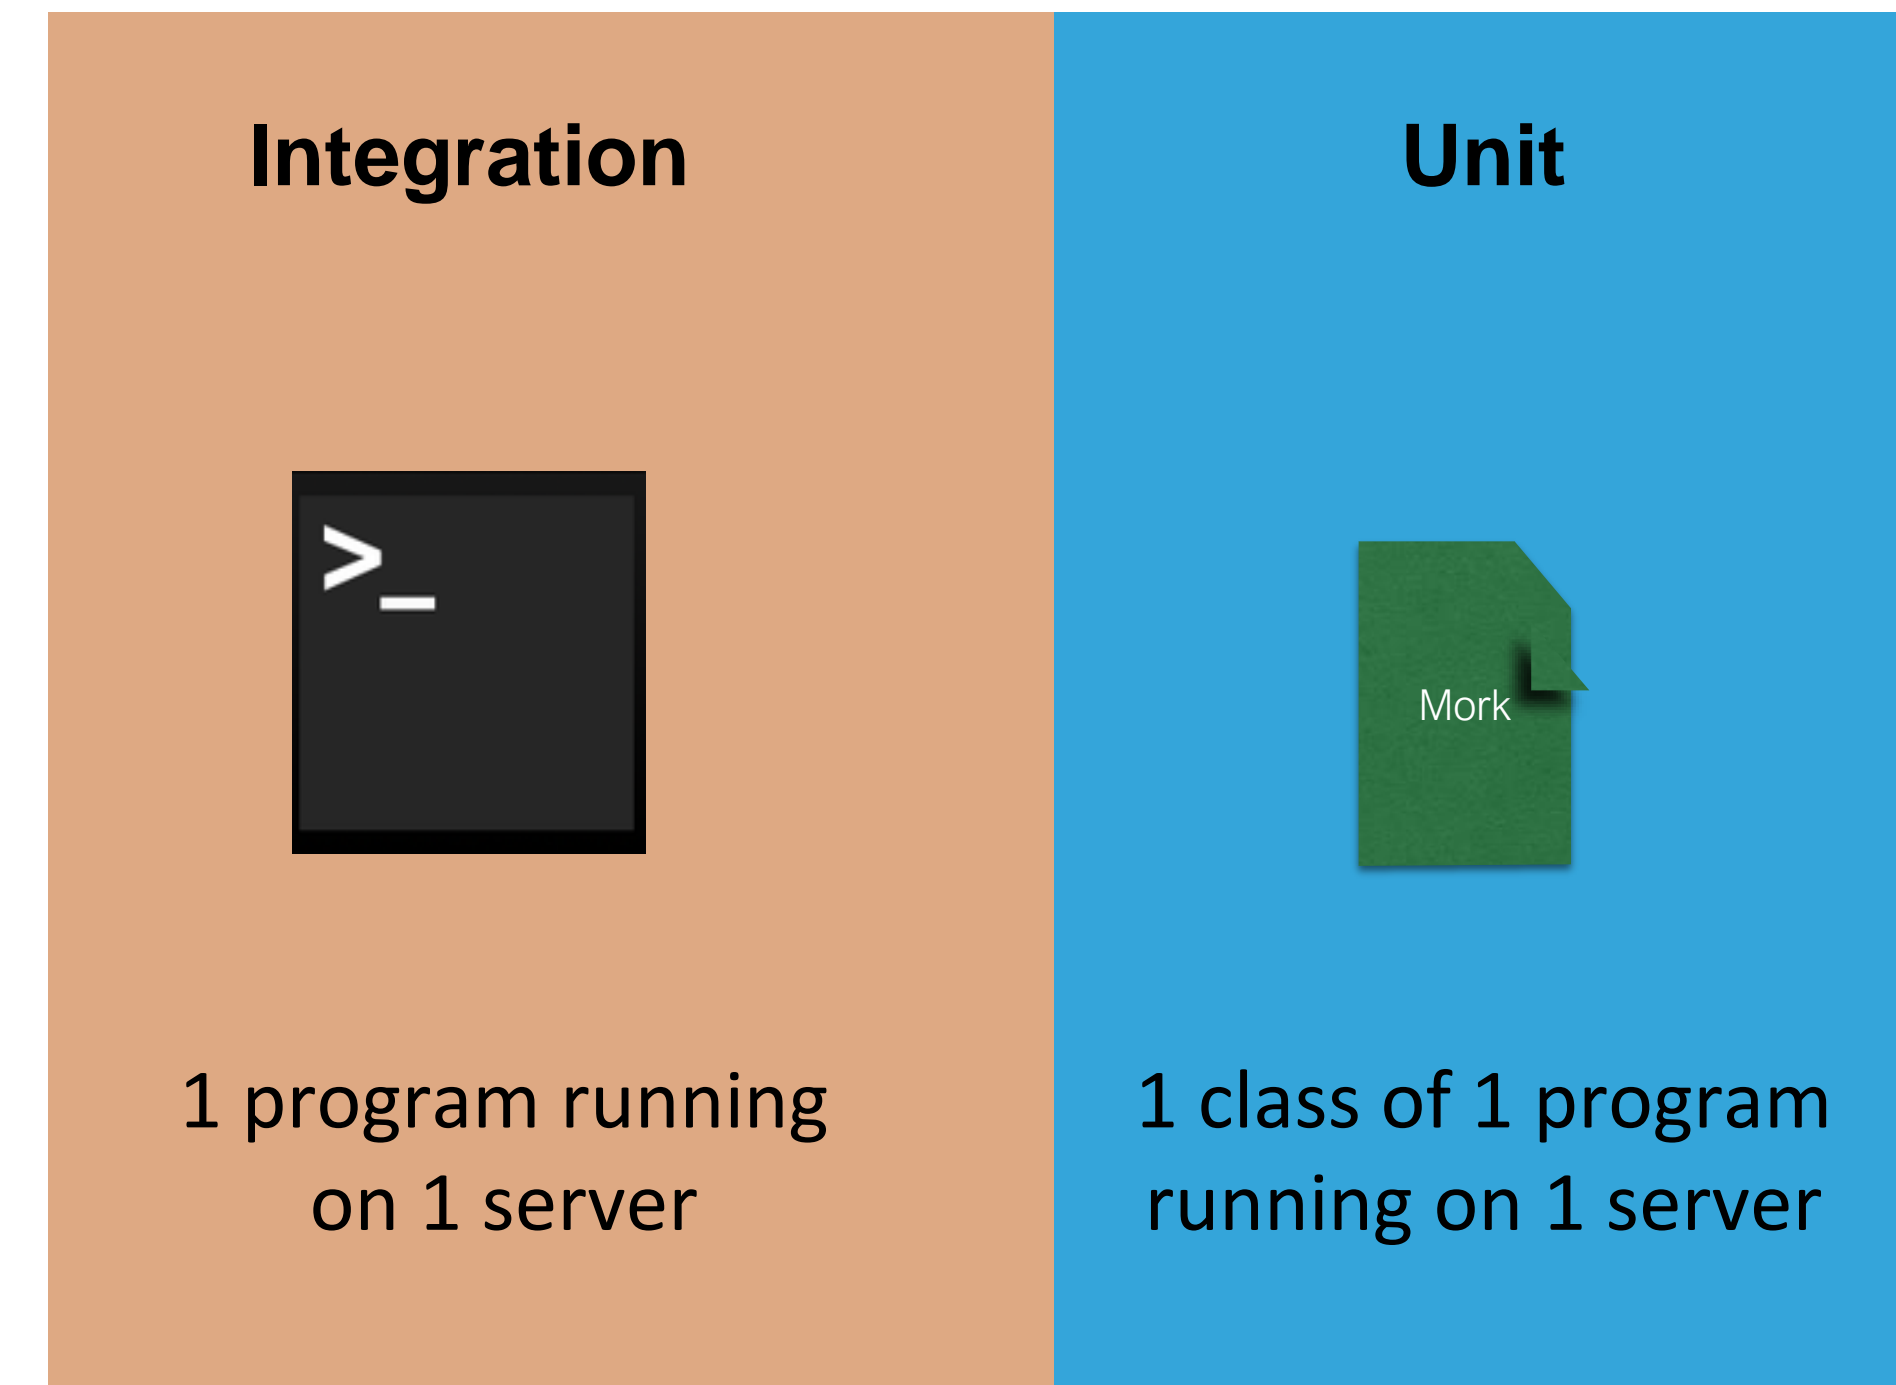 Integration
>_
1 program running
on 1 server
Unit
Mork
1 class of 1 program
running on 1 server